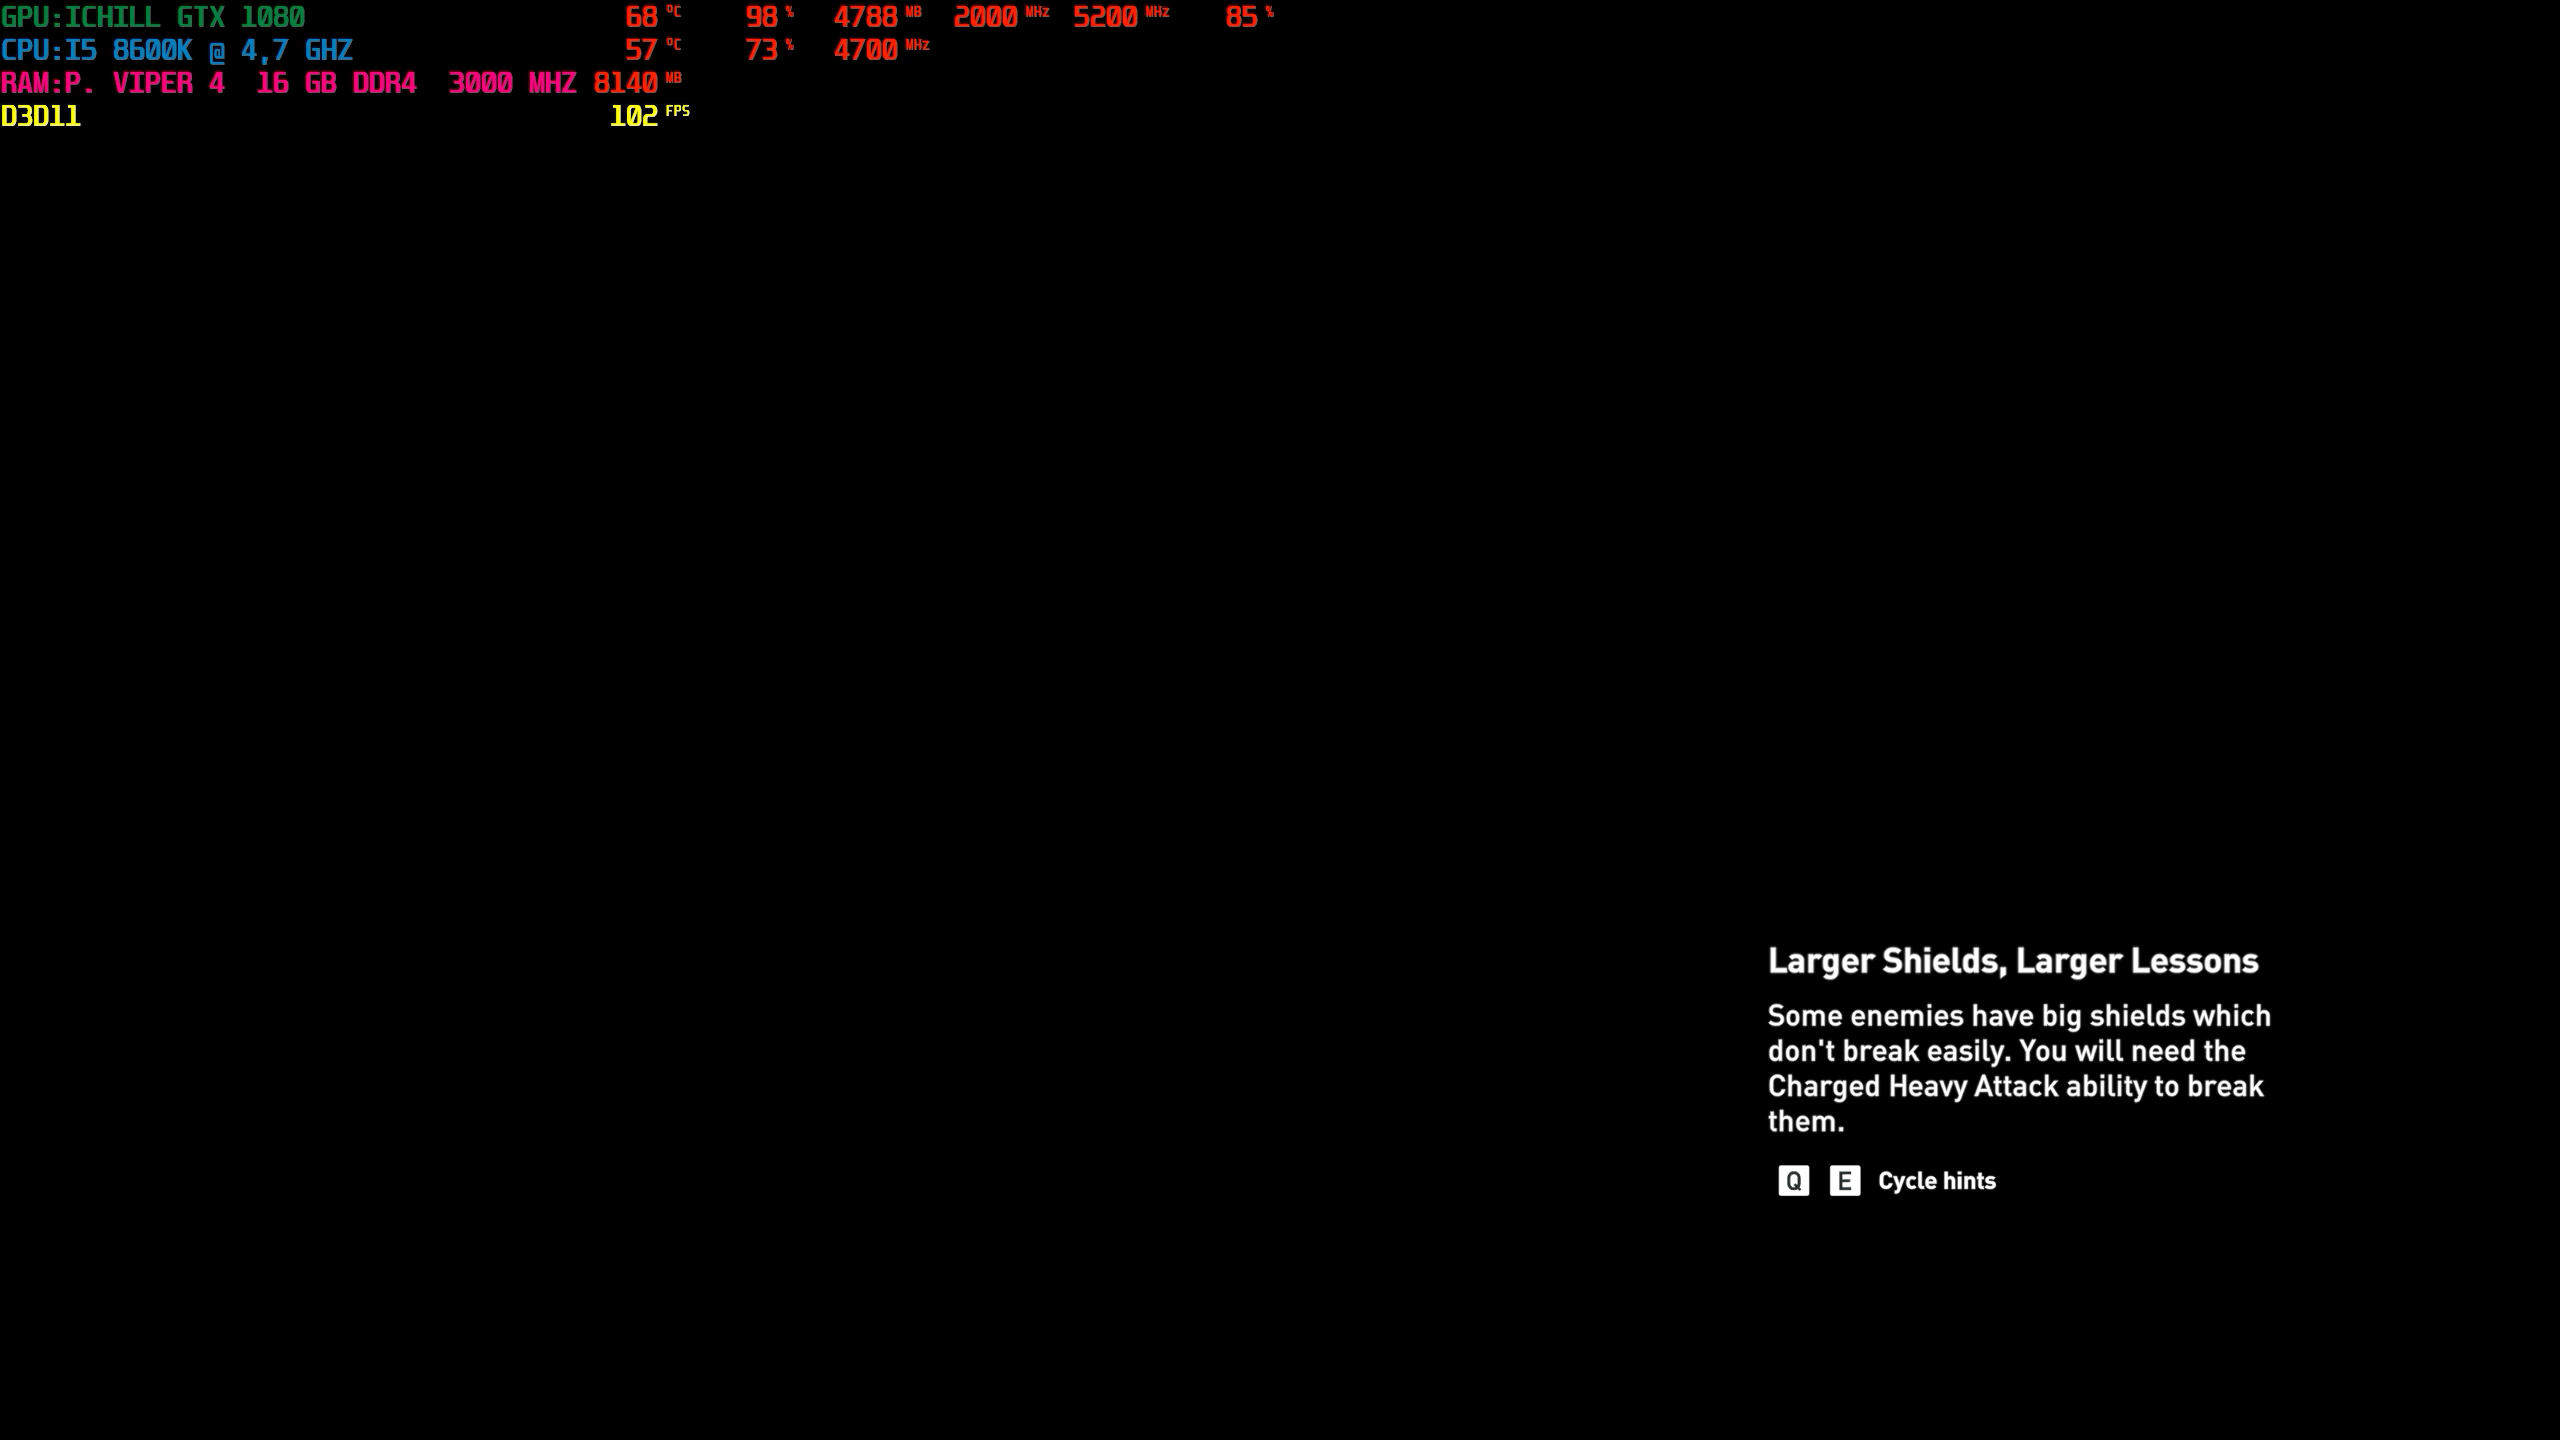 GPU:ICHILL GTX 1080 68 °C 98 % 4788 MB 2000 MHz 5200 MHz 85 %
CPU:I5 8600K @ 4,7 GHZ 57 °C 73 % 4700 MHz
RAM:P. VIPER 4 16 GB DDR4 3000 MHZ 8140 MB
D3D11 102 FPS
Larger Shields, Larger Lessons
Some enemies have big shields which
don't break easily. You will need the
Charged Heavy Attack ability to break
them.
Q E Cycle hints